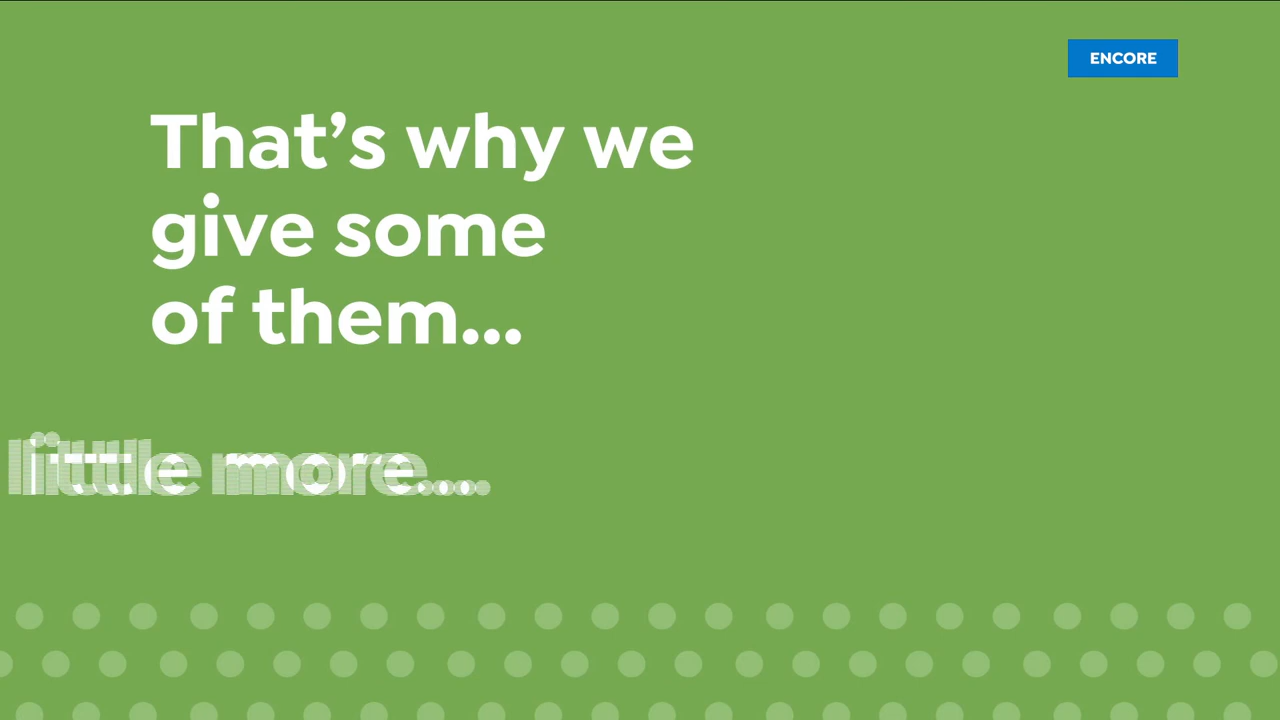 ENCORE
That’s why we
give some
of them...
little more....